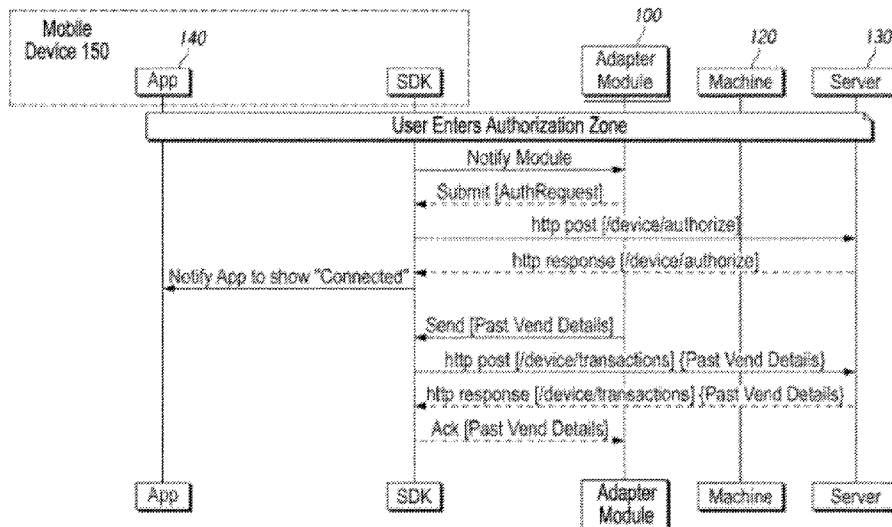 Mobile
Device 150
140
100
120
130
App
SDK
Adapter
Module
Machine
Server
User Enters Authorization Zone
Notify Module
Submit [AuthRequest]
http post [/device/authorize]
http response [/device/authorize]
Notify App to show "Connected"
Send [Past Vend Details]
http post [/device/transactions] {Past Vend Details}
http response [/device/transactions] {Past Vend Details}
Ack [Past Vend Details]
App
SDK
Adapter
Module
Machine
Server